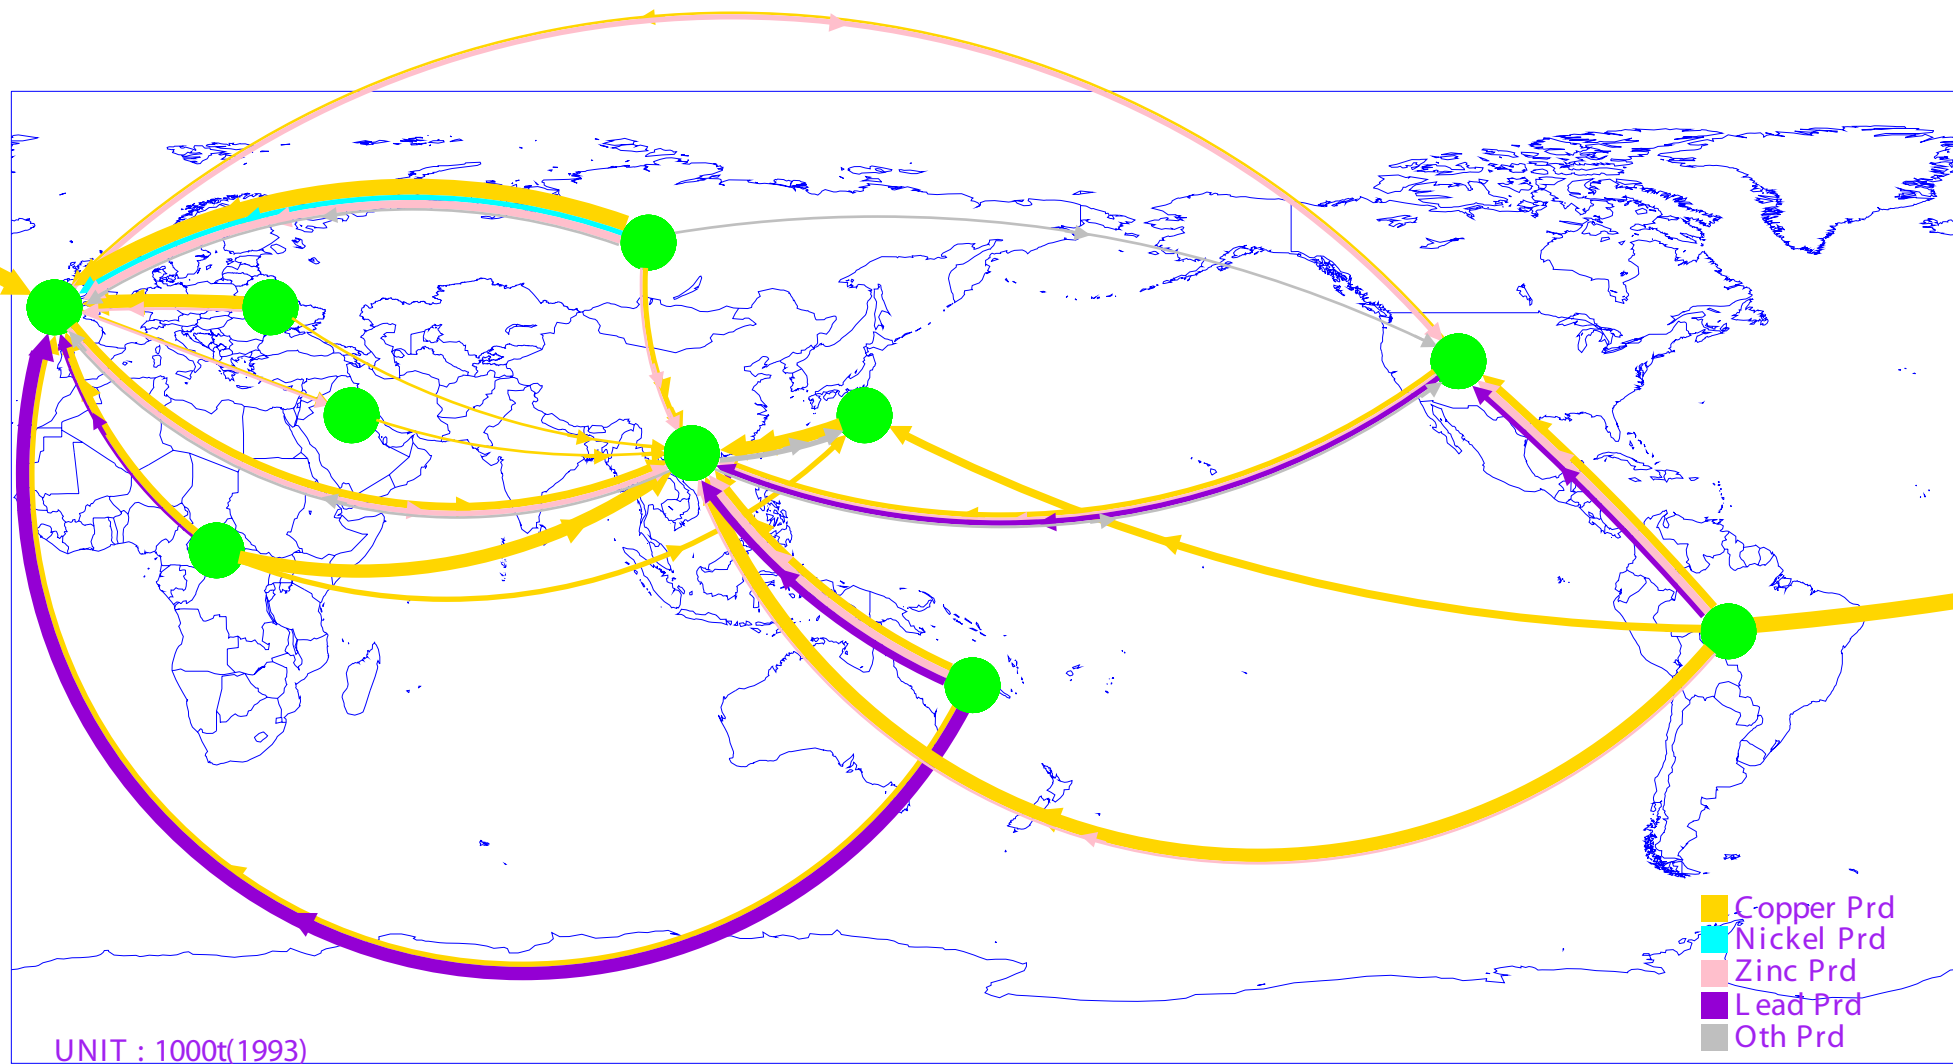 Copper Prd
Nickel Prd
Zinc Prd
Lead Prd
Oth Prd
UNIT : 1000t(1993)